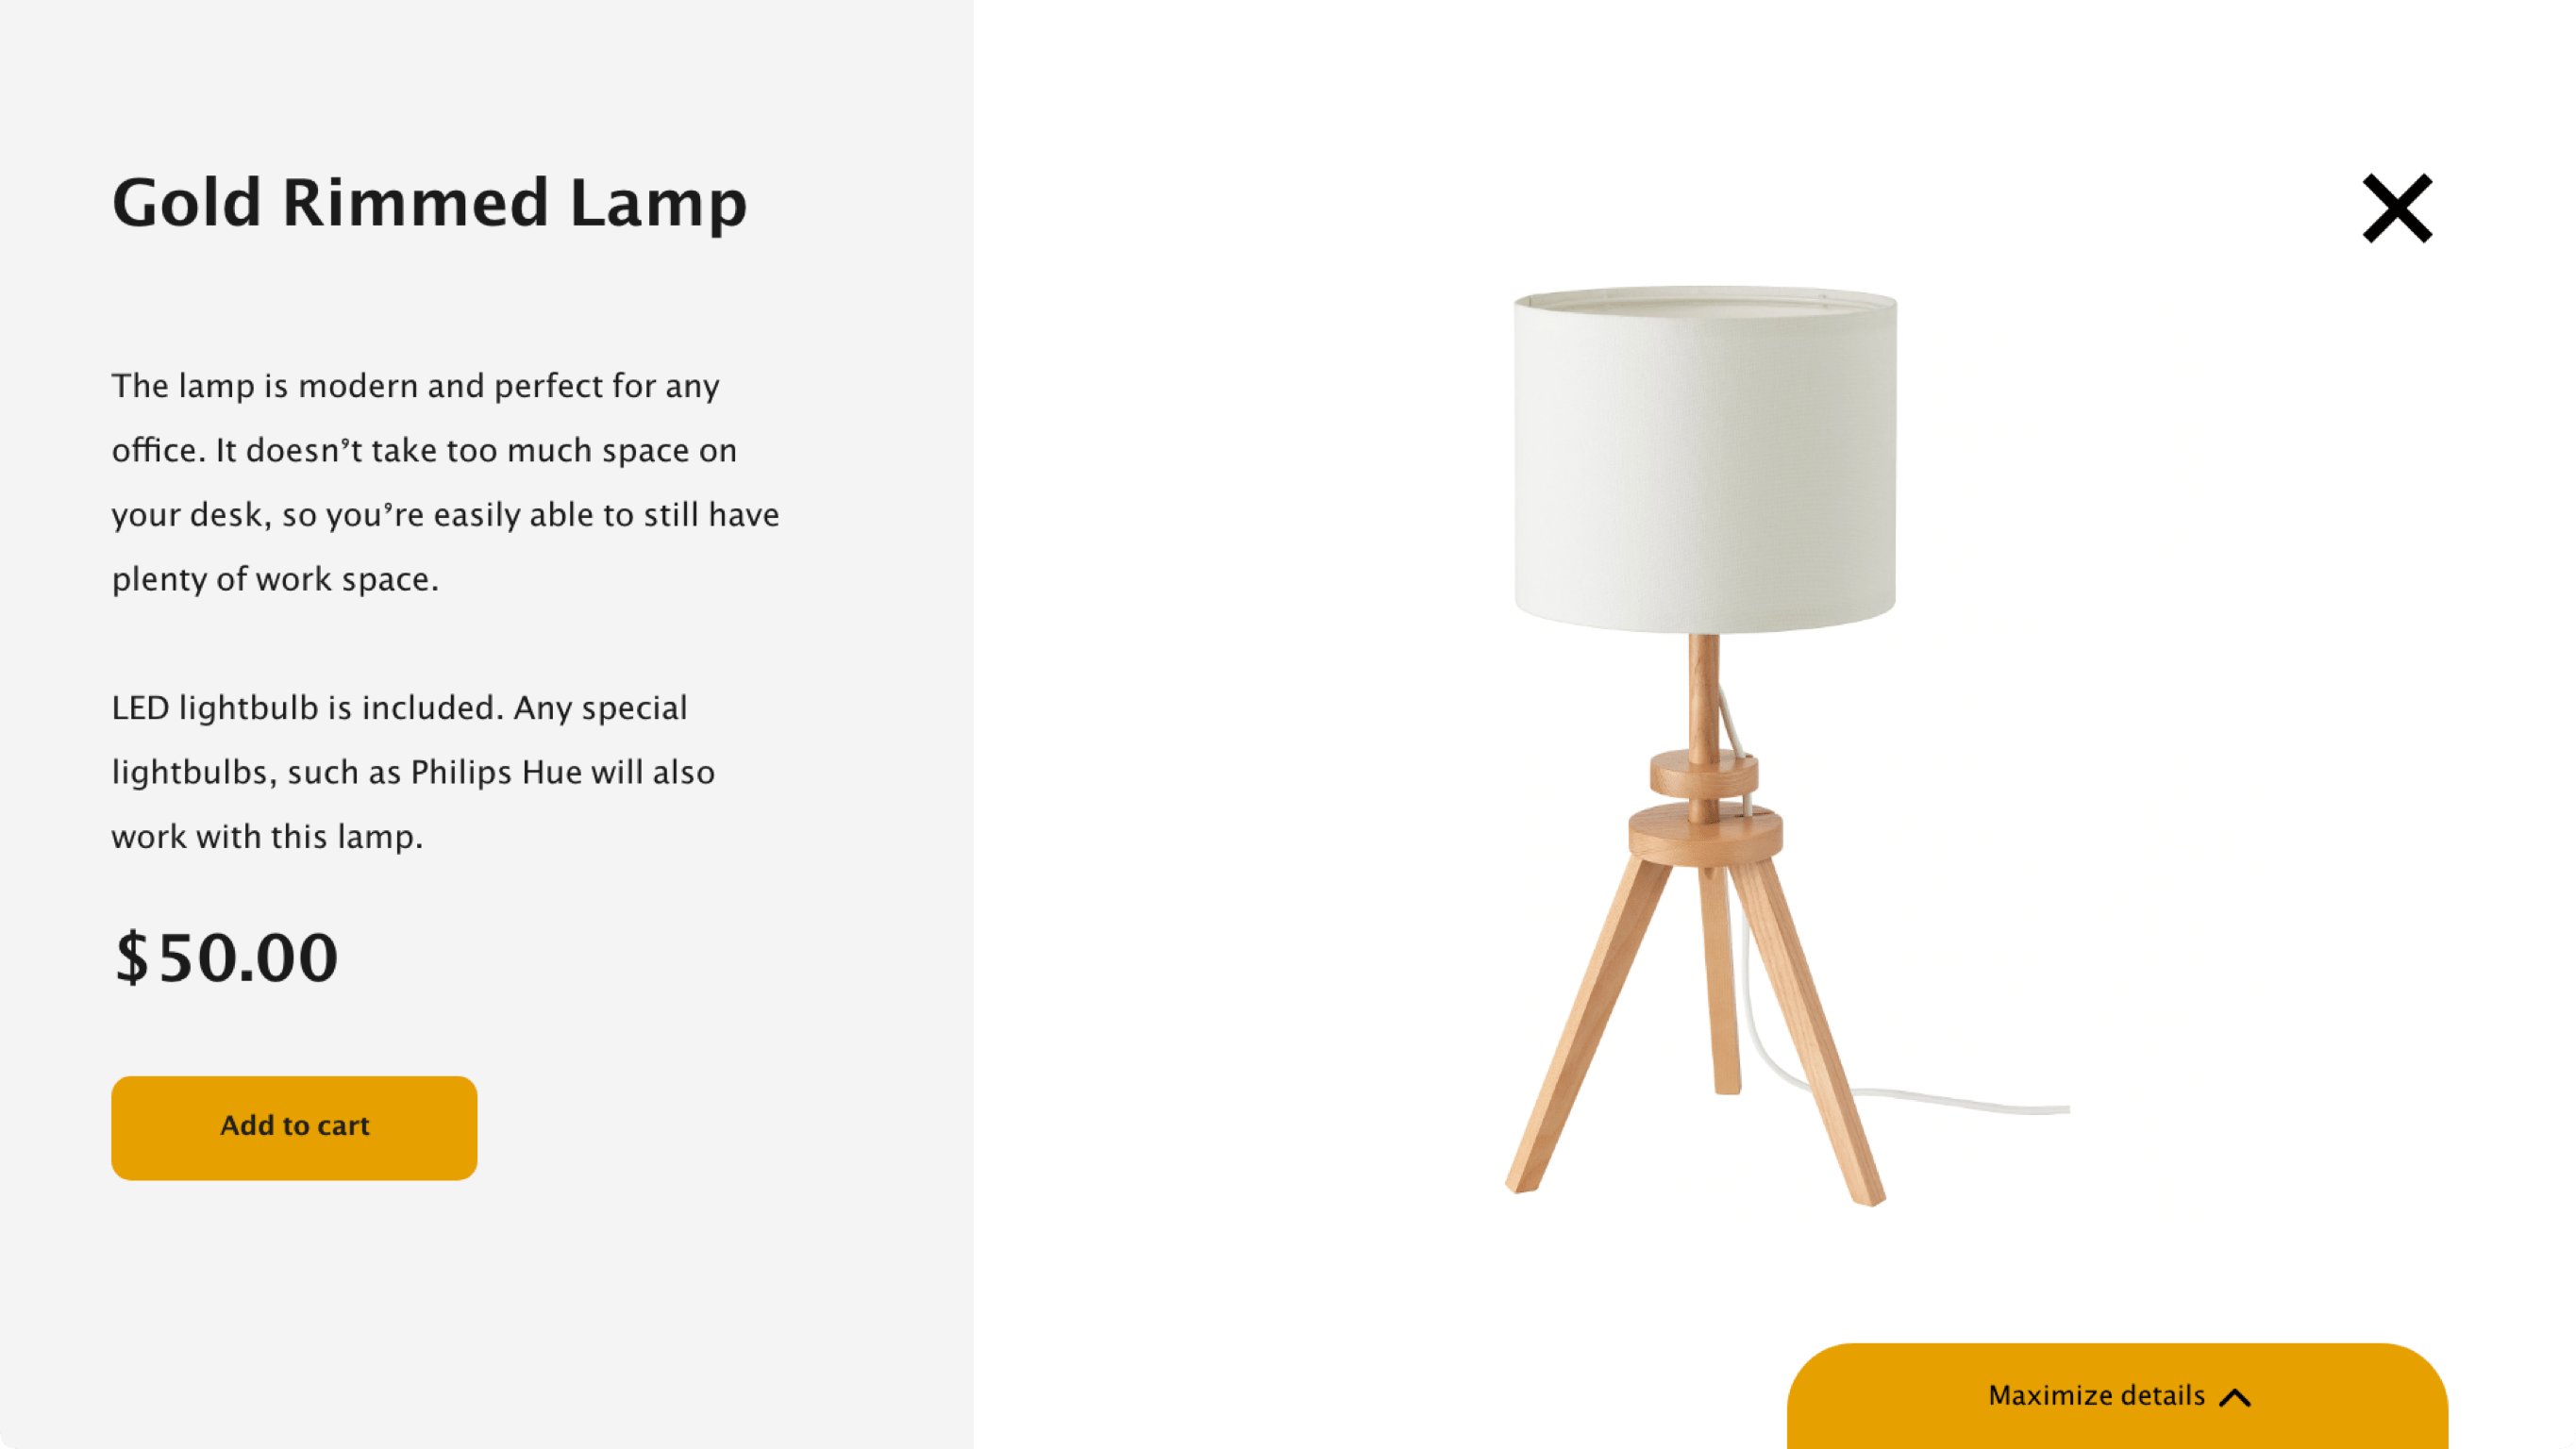 Gold Rimmed Lamp
The lamp is modern and perfect for any
office. It doesn’t take too much space on
your desk, so you’re easily able to still have
plenty of work space.
LED lightbulb is included. Any special
lightbulbs, such as Philips Hue will also
work with this lamp.
$50.00
Add to cart
Maximize details